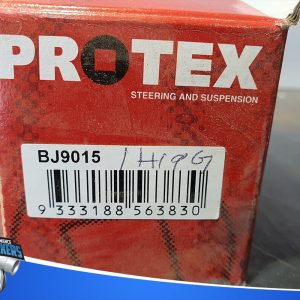 PROTEX
STEERING AND SUSPENSION
BJ9015
9 333188 563830